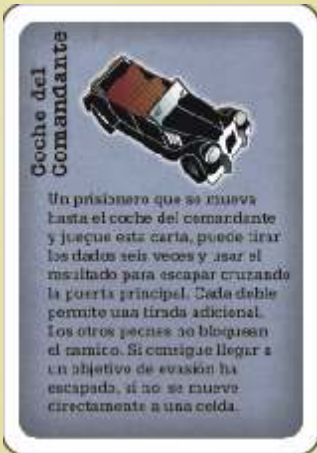 Coche del
Comandante
Un prisionero que se mueva
hasta el coche del comandante
y juegue esta carta, puede tirar
los dados seis veces y usar el
resultado para escapar cruzando
la puerta principal. Cada doble
permite una tirada adicional.
Los otros peones no bloquean
el camino. Si consigue llegar a
un objetivo de evasión ha
escapado, si no se mueve
directamente a una celda.